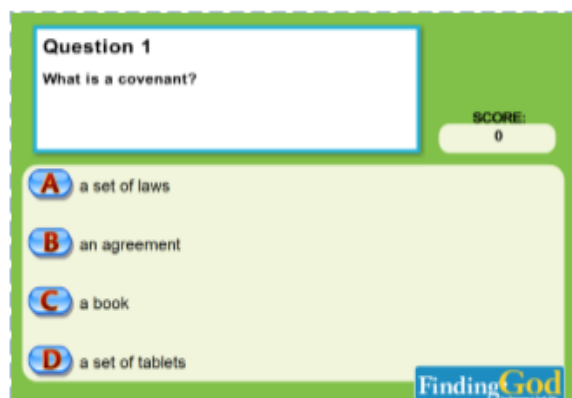 Question 1
What is a covenant?
SCORE:
0
A a set of laws
B an agreement
C a book
D a set of tablets
FindingGod